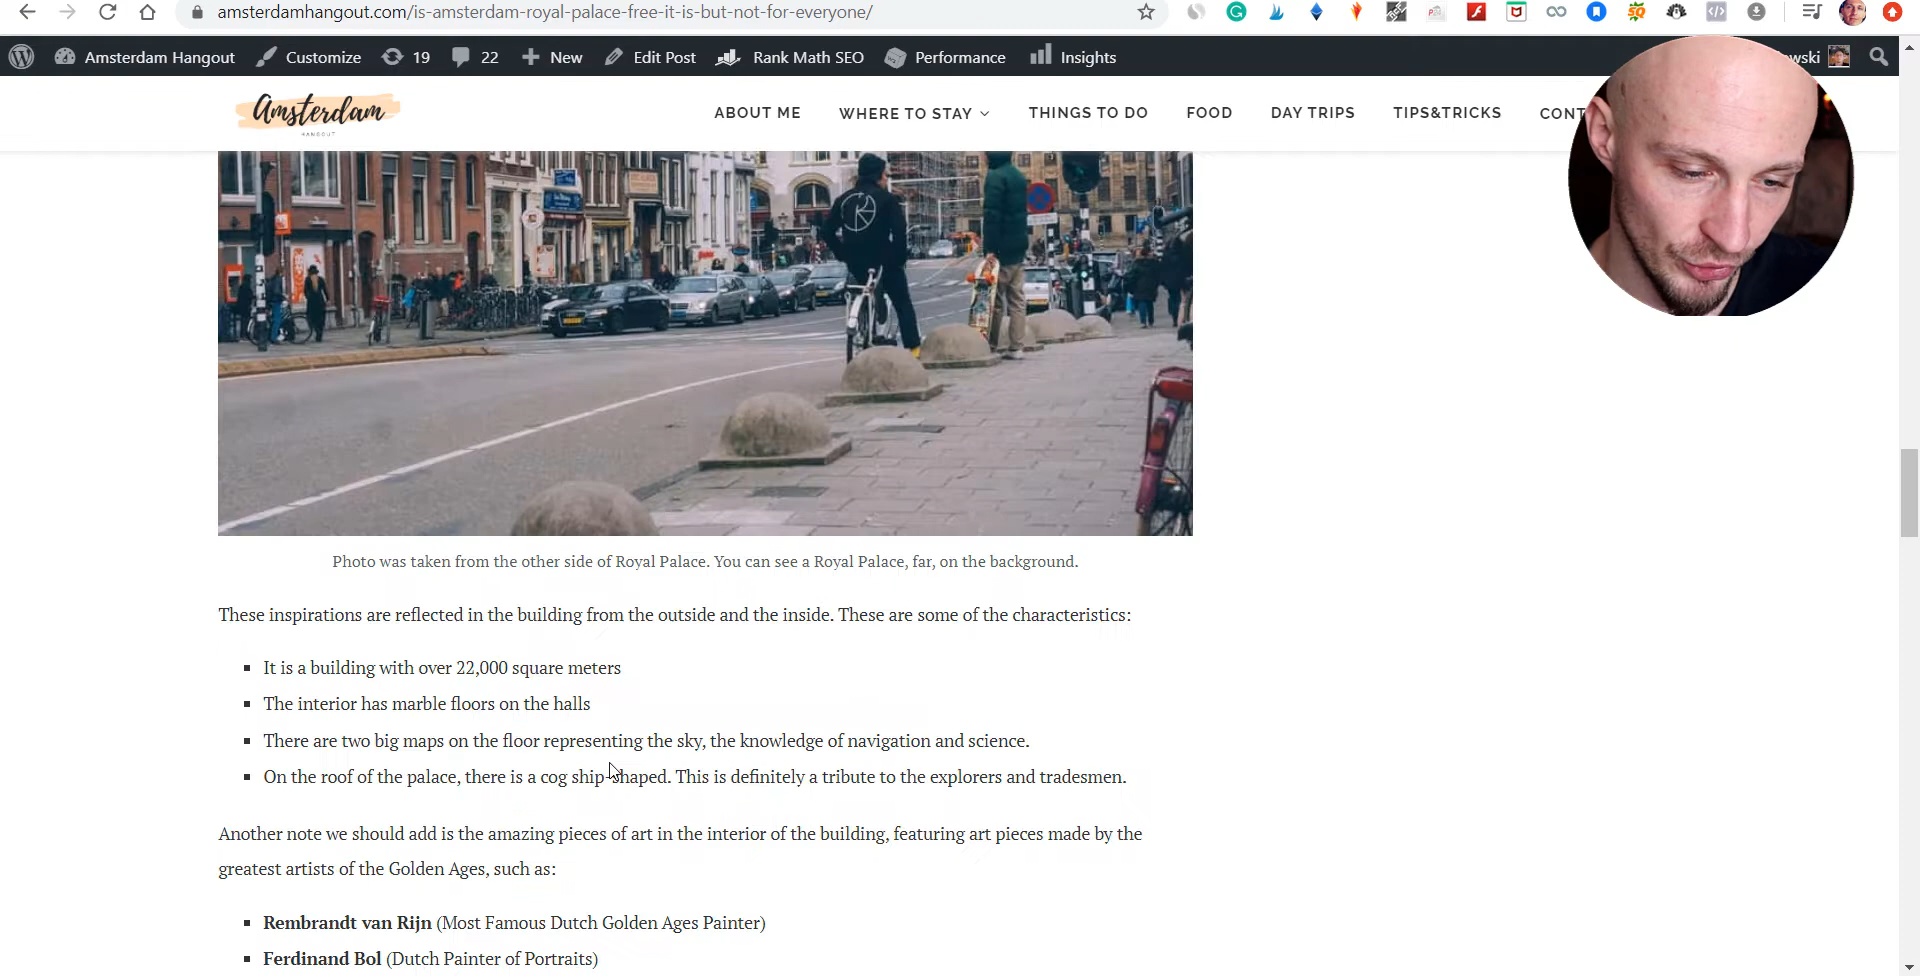 amsterdamhangout.com/is-amsterdam-royal-palace-free-it-is-but-not-for-everyone/
Amsterdam Hangout Customize 19 22 New Edit Post Rank Math SEO Performance Insights wski
Amsterdam
HANGOUT
ABOUT ME WHERE TO STAY THINGS TO DO FOOD DAY TRIPS TIPS&TRICKS CONT
Photo was taken from the other side of Royal Palace. You can see a Royal Palace, far, on the background.
These inspirations are reflected in the building from the outside and the inside. These are some of the characteristics:
It is a building with over 22,000 square meters
The interior has marble floors on the halls
There are two big maps on the floor representing the sky, the knowledge of navigation and science.
On the roof of the palace, there is a cog ship-shaped. This is definitely a tribute to the explorers and tradesmen.
Another note we should add is the amazing pieces of art in the interior of the building, featuring art pieces made by the
greatest artists of the Golden Ages, such as:
Rembrandt van Rijn (Most Famous Dutch Golden Ages Painter)
Ferdinand Bol (Dutch Painter of Portraits)